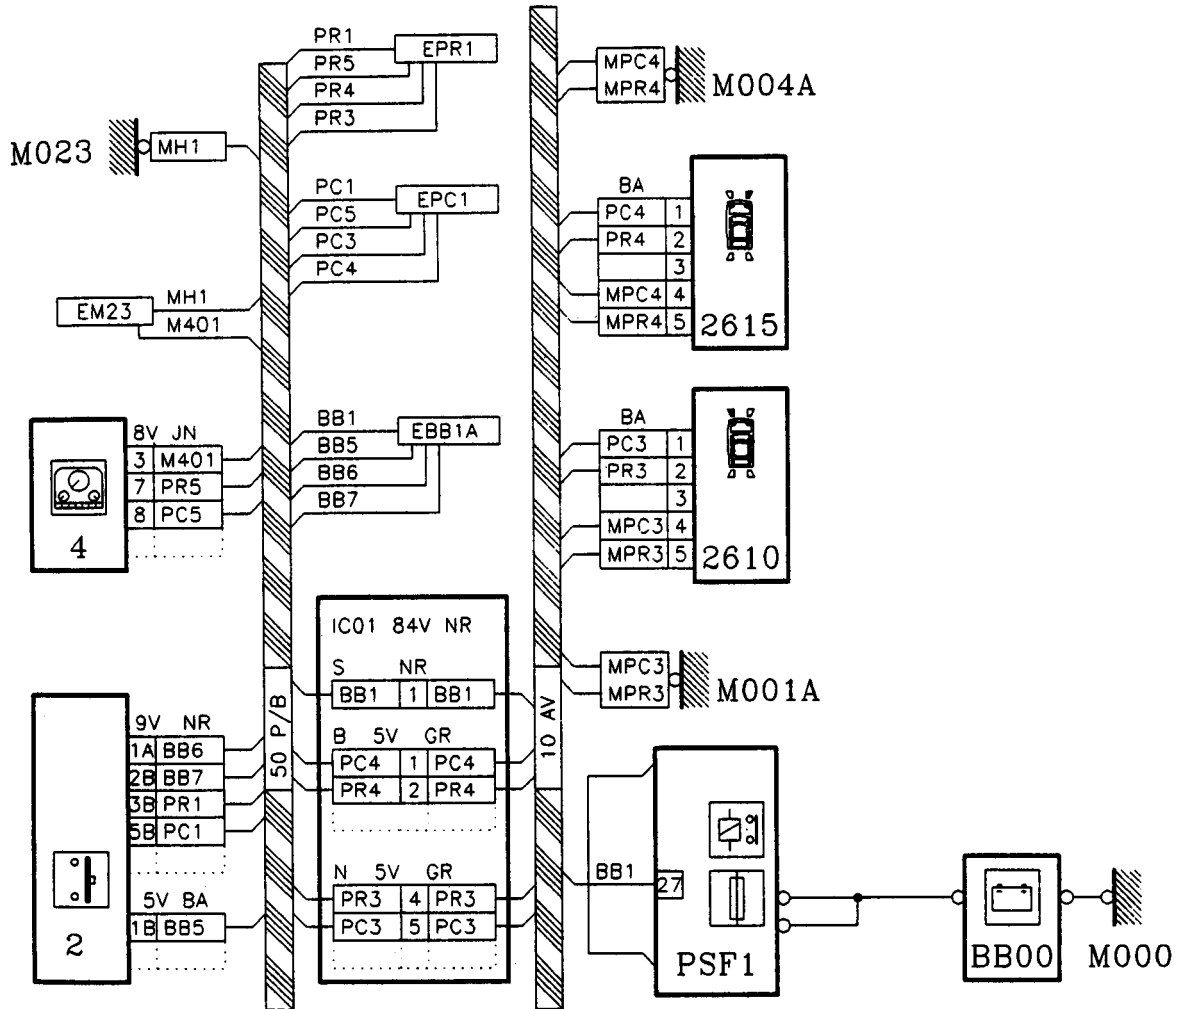 PR1
EPR1
PR5
PR4
PR3
MPC4
MPR4
M004A
M023
MH1
PC1
EPC1
PC5
PC3
PC4
BA
PC4 1
PR4 2
3
MPC4 4
MPR4 5
2615
EM23
MH1
M401
BB1
EBB1A
BB5
BB6
BB7
8V JN
3 M401
7 PR5
8 PC5
4
BA
PC3 1
PR3 2
3
MPC3 4
MPR3 5
2610
IC01 84V NR
S NR
BB1 1 BB1
B 5V GR
PC4 1 PC4
PR4 2 PR4
N 5V GR
PR3 4 PR3
PC3 5 PC3
50 P/B
10 AV
MPC3
MPR3
M001A
9V NR
1A BB6
2B BB7
3B PR1
5B PC1
5V BA
1B BB5
2
BB1
27
PSF1
BB00
M000